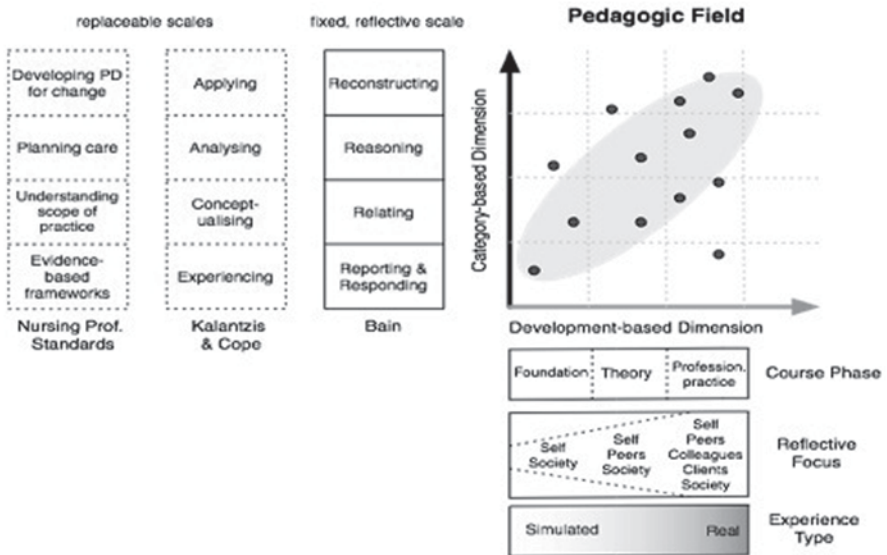 replaceable scales
fixed, reflective scale
Pedagogic Field
Developing PD
for change
Applying
Reconstructing
Planning care
Analysing
Reasoning
Understanding
scope of
practice
Concept-
ualising
Relating
Evidence-
based
frameworks
Experiencing
Reporting &
Responding
Nursing Prof.
Standards
Kalantzis
& Cope
Bain
Category-based Dimension
Development-based Dimension
Foundation
Theory
Profession.
practice
Course Phase
Self
Society
Self
Peers
Society
Self
Peers
Colleagues
Clients
Society
Reflective
Focus
Simulated
Real
Experience
Type